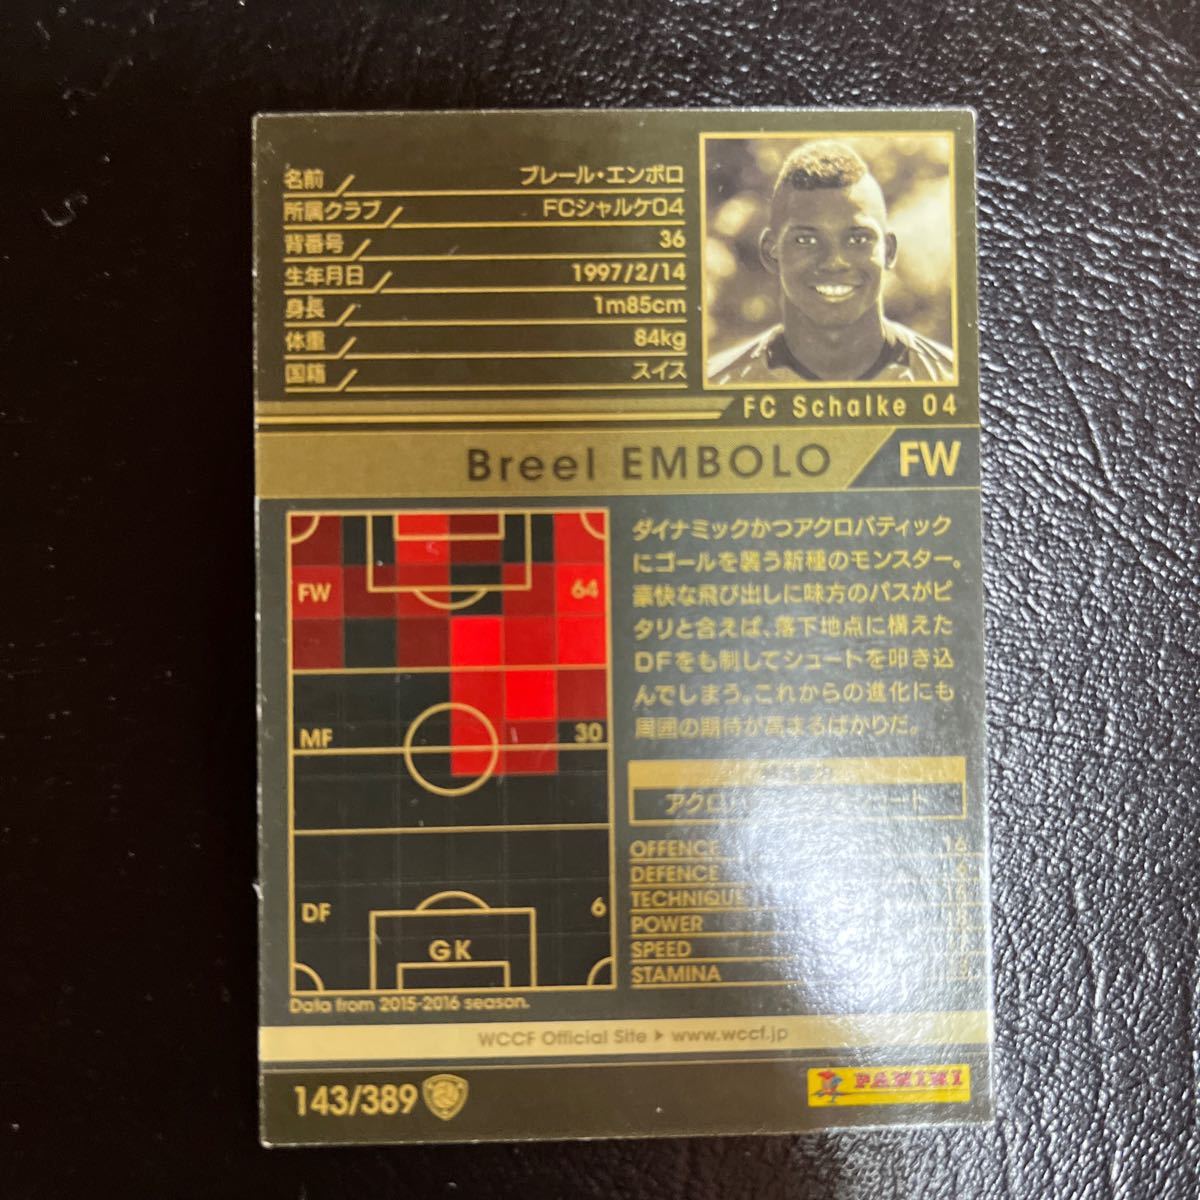 名前 ブレール・エンボロ
所属クラブ FCシャルケ04
背番号 36
生年月日 1997/2/14
身長 1m85cm
体重 84kg
国籍 スイス
FC Schalke 04
Breel EMBOLO FW
FW 64
MF 30
DF 6
GK
Data from 2015-2016 season.
ダイナミックかつアクロバティック
にゴールを襲う新種のモンスター。
豪快な飛び出しに味方のパスがピ
タリと合えば、落下地点に構えた
DFをも制してシュートを叩き込
んでしまう。これからの進化にも
周囲の期待が高まるばかりだ。
OFFENCE 16
DEFENCE 6
TECHNIQUE
POWER
SPEED
STAMINA
WCCF Official Site ▶ www.wccf.jp
143/389
PANINI